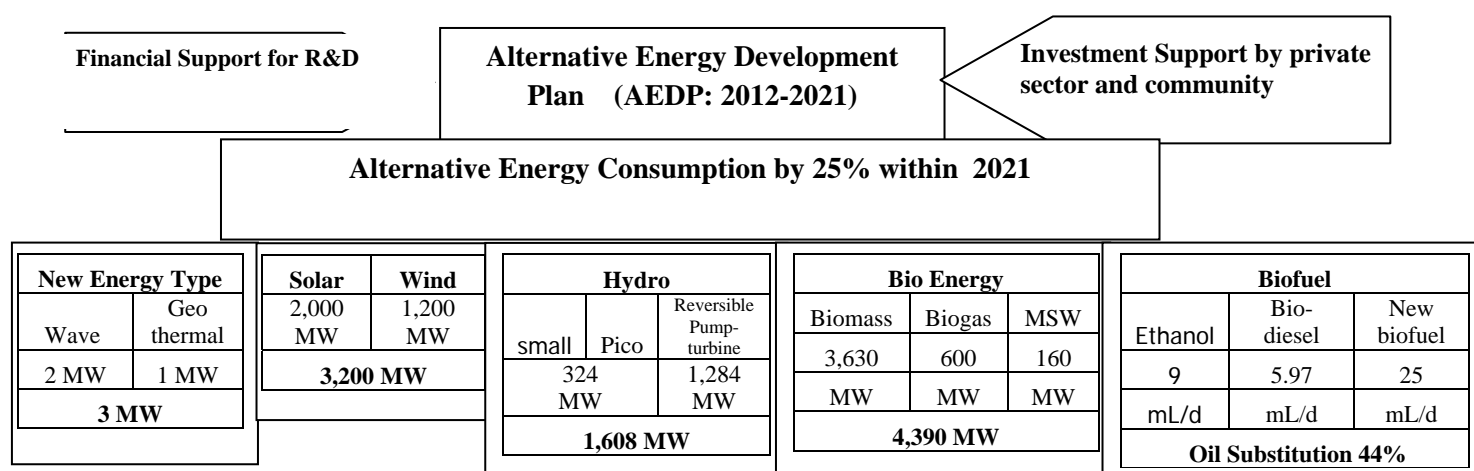 Financial Support for R&D
Alternative Energy Development
Plan (AEDP: 2012-2021)
Investment Support by private
sector and community
Alternative Energy Consumption by 25% within 2021
New Energy Type
Wave
Geo
thermal
2 MW
1 MW
3 MW
Solar
Wind
2,000
MW
1,200
MW
3,200 MW
Hydro
small
Pico
Reversible
Pump-
turbine
324
MW
1,284
MW
1,608 MW
Bio Energy
Biomass
Biogas
MSW
3,630
600
160
MW
MW
MW
4,390 MW
Biofuel
Ethanol
Bio-
diesel
New
biofuel
9
5.97
25
mL/d
mL/d
mL/d
Oil Substitution 44%